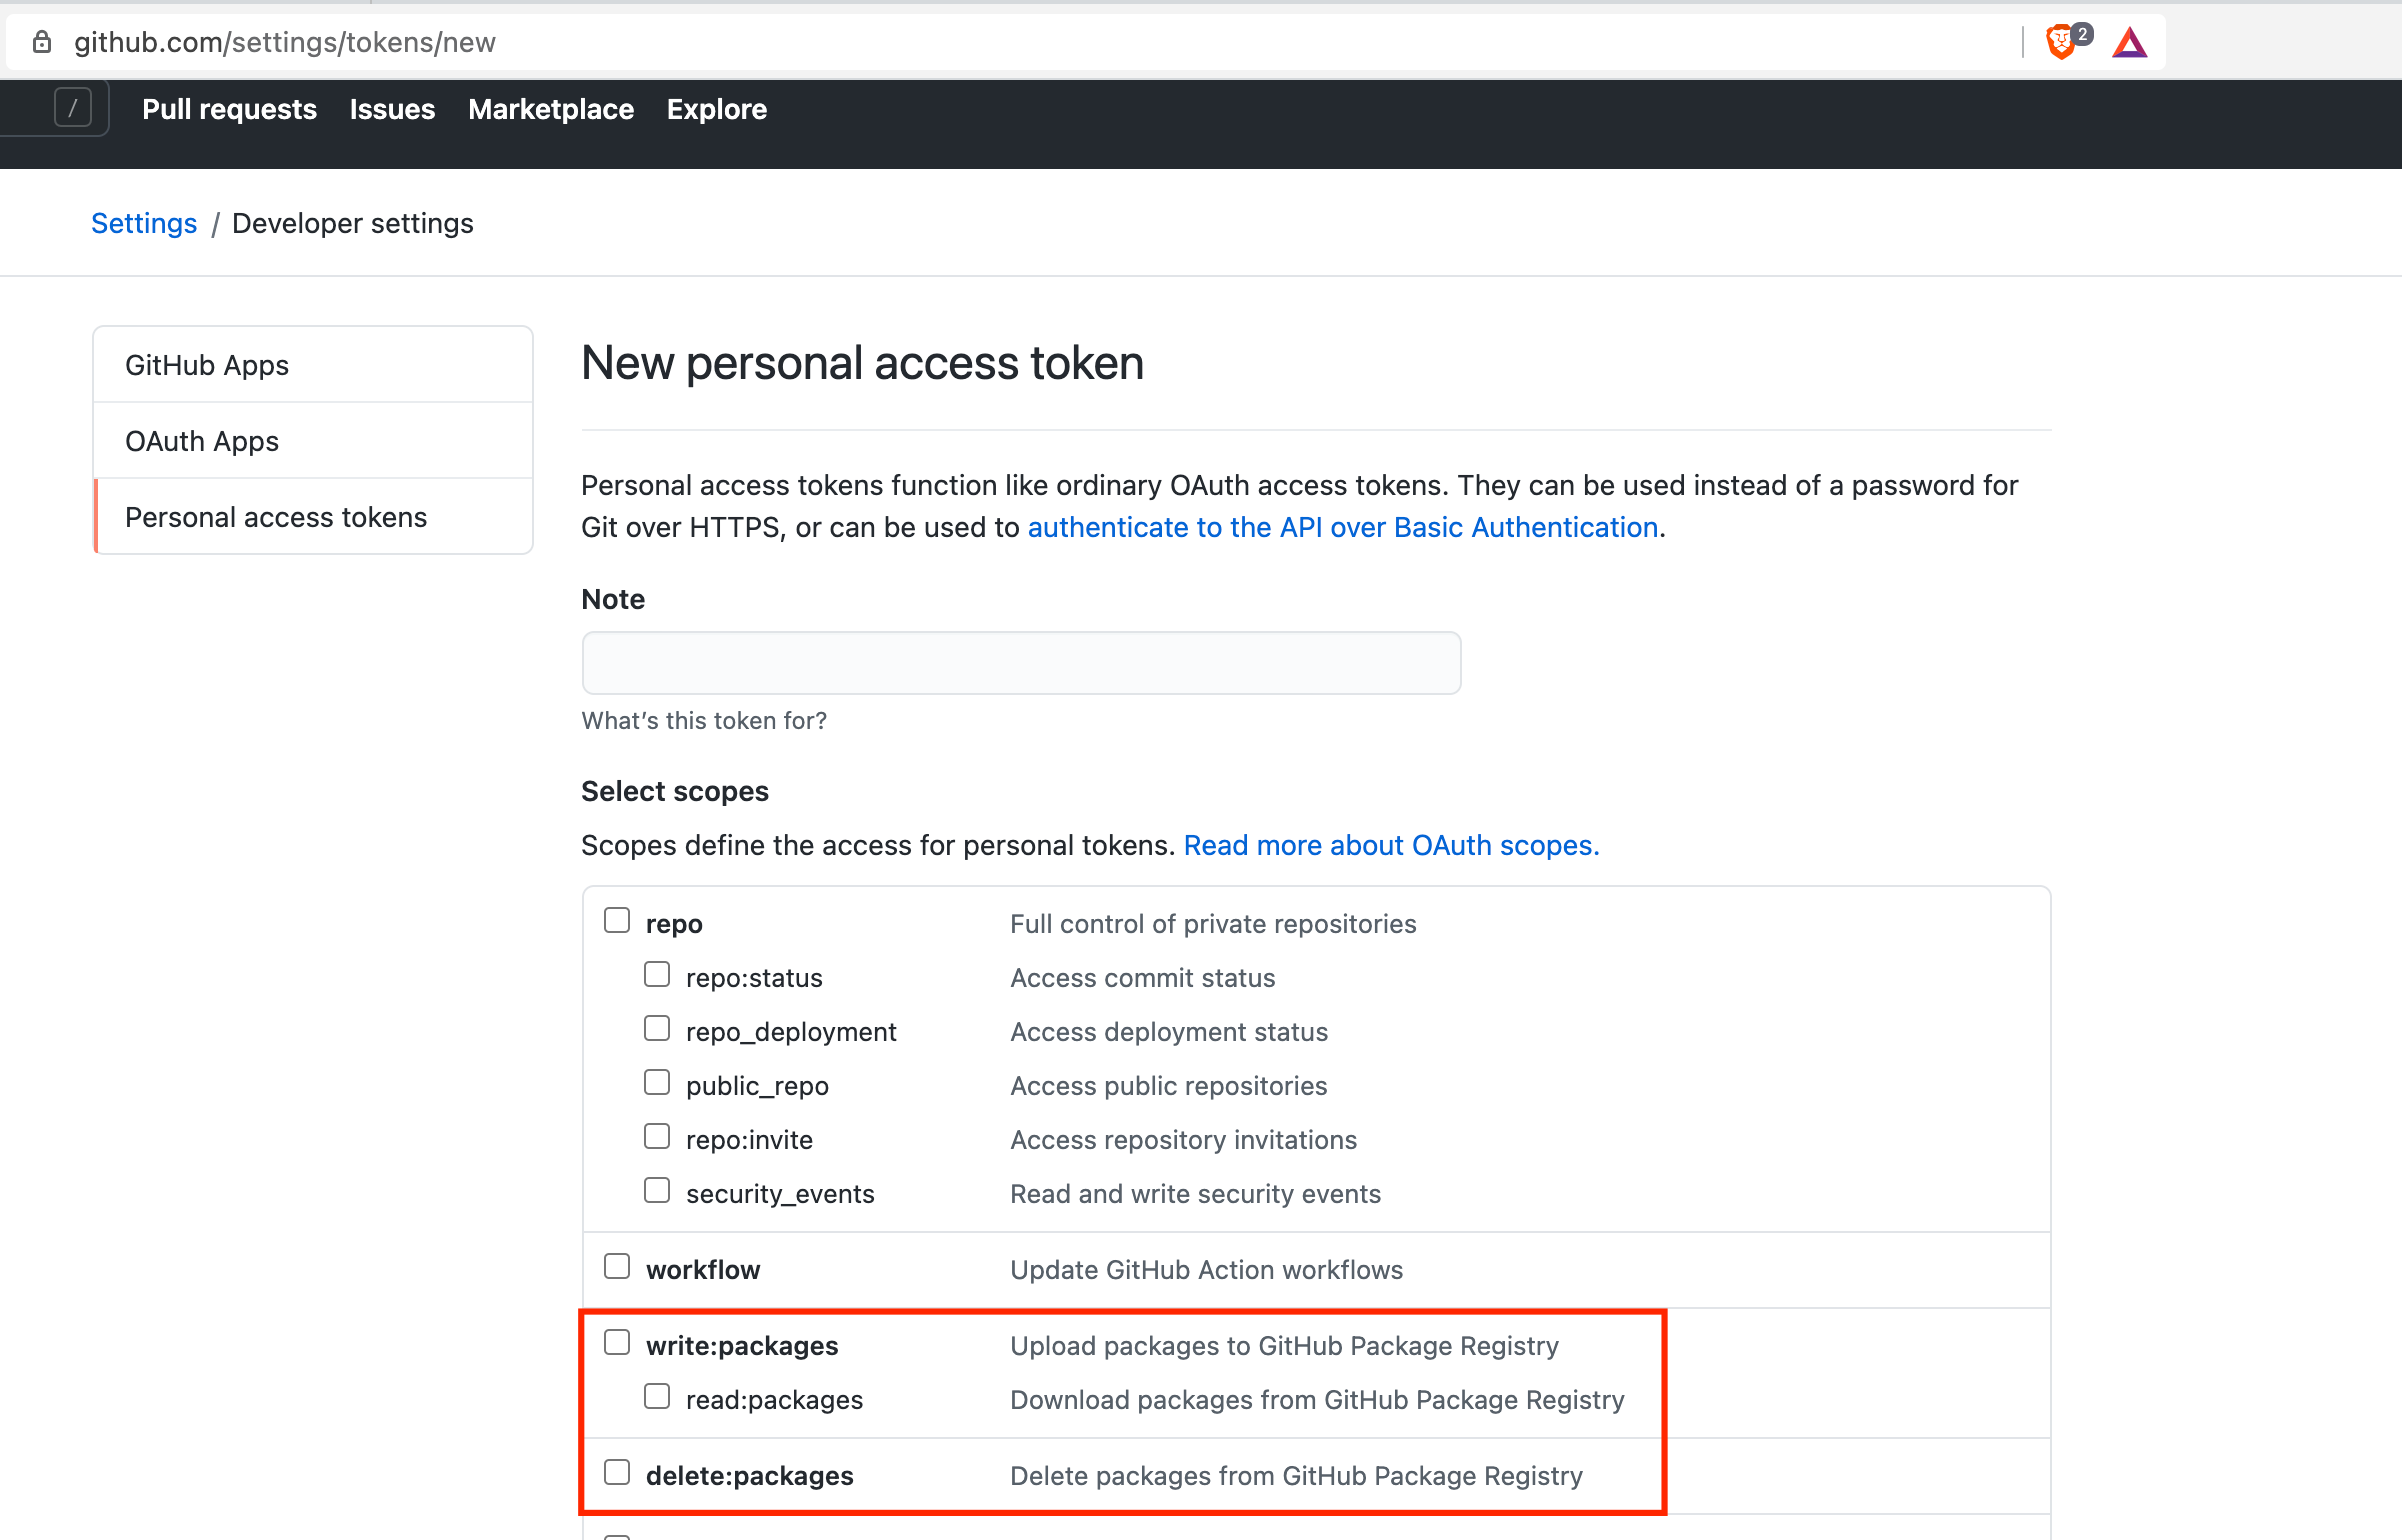 github.com/settings/tokens/new
2
/
Pull requests Issues Marketplace Explore
Settings / Developer settings
GitHub Apps
OAuth Apps
Personal access tokens
New personal access token
Personal access tokens function like ordinary OAuth access tokens. They can be used instead of a password for
Git over HTTPS, or can be used to authenticate to the API over Basic Authentication.
Note
What's this token for?
Select scopes
Scopes define the access for personal tokens. Read more about OAuth scopes.
repo Full control of private repositories
repo:status Access commit status
repo_deployment Access deployment status
public_repo Access public repositories
repo:invite Access repository invitations
security_events Read and write security events
workflow Update GitHub Action workflows
write:packages Upload packages to GitHub Package Registry
read:packages Download packages from GitHub Package Registry
delete:packages Delete packages from GitHub Package Registry